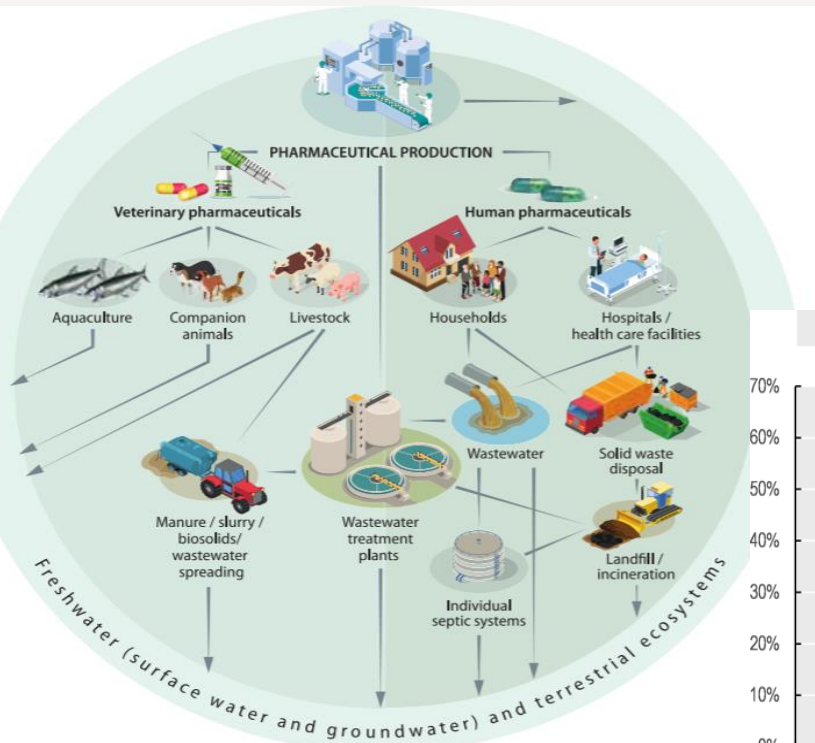 PHARMACEUTICAL PRODUCTION
Veterinary pharmaceuticals
Human pharmaceuticals
Aquaculture
Companion
animals
Livestock
Households
Hospitals /
health care facilities
Wastewater
Solid waste
disposal
Manure / slurry /
biosolids/
wastewater
spreading
Wastewater
treatment
plants
Individual
septic systems
Landfill /
incineration
Freshwater (surface water and groundwater) and terrestrial ecosystems
70%
60%
50%
40%
30%
20%
10%
0%